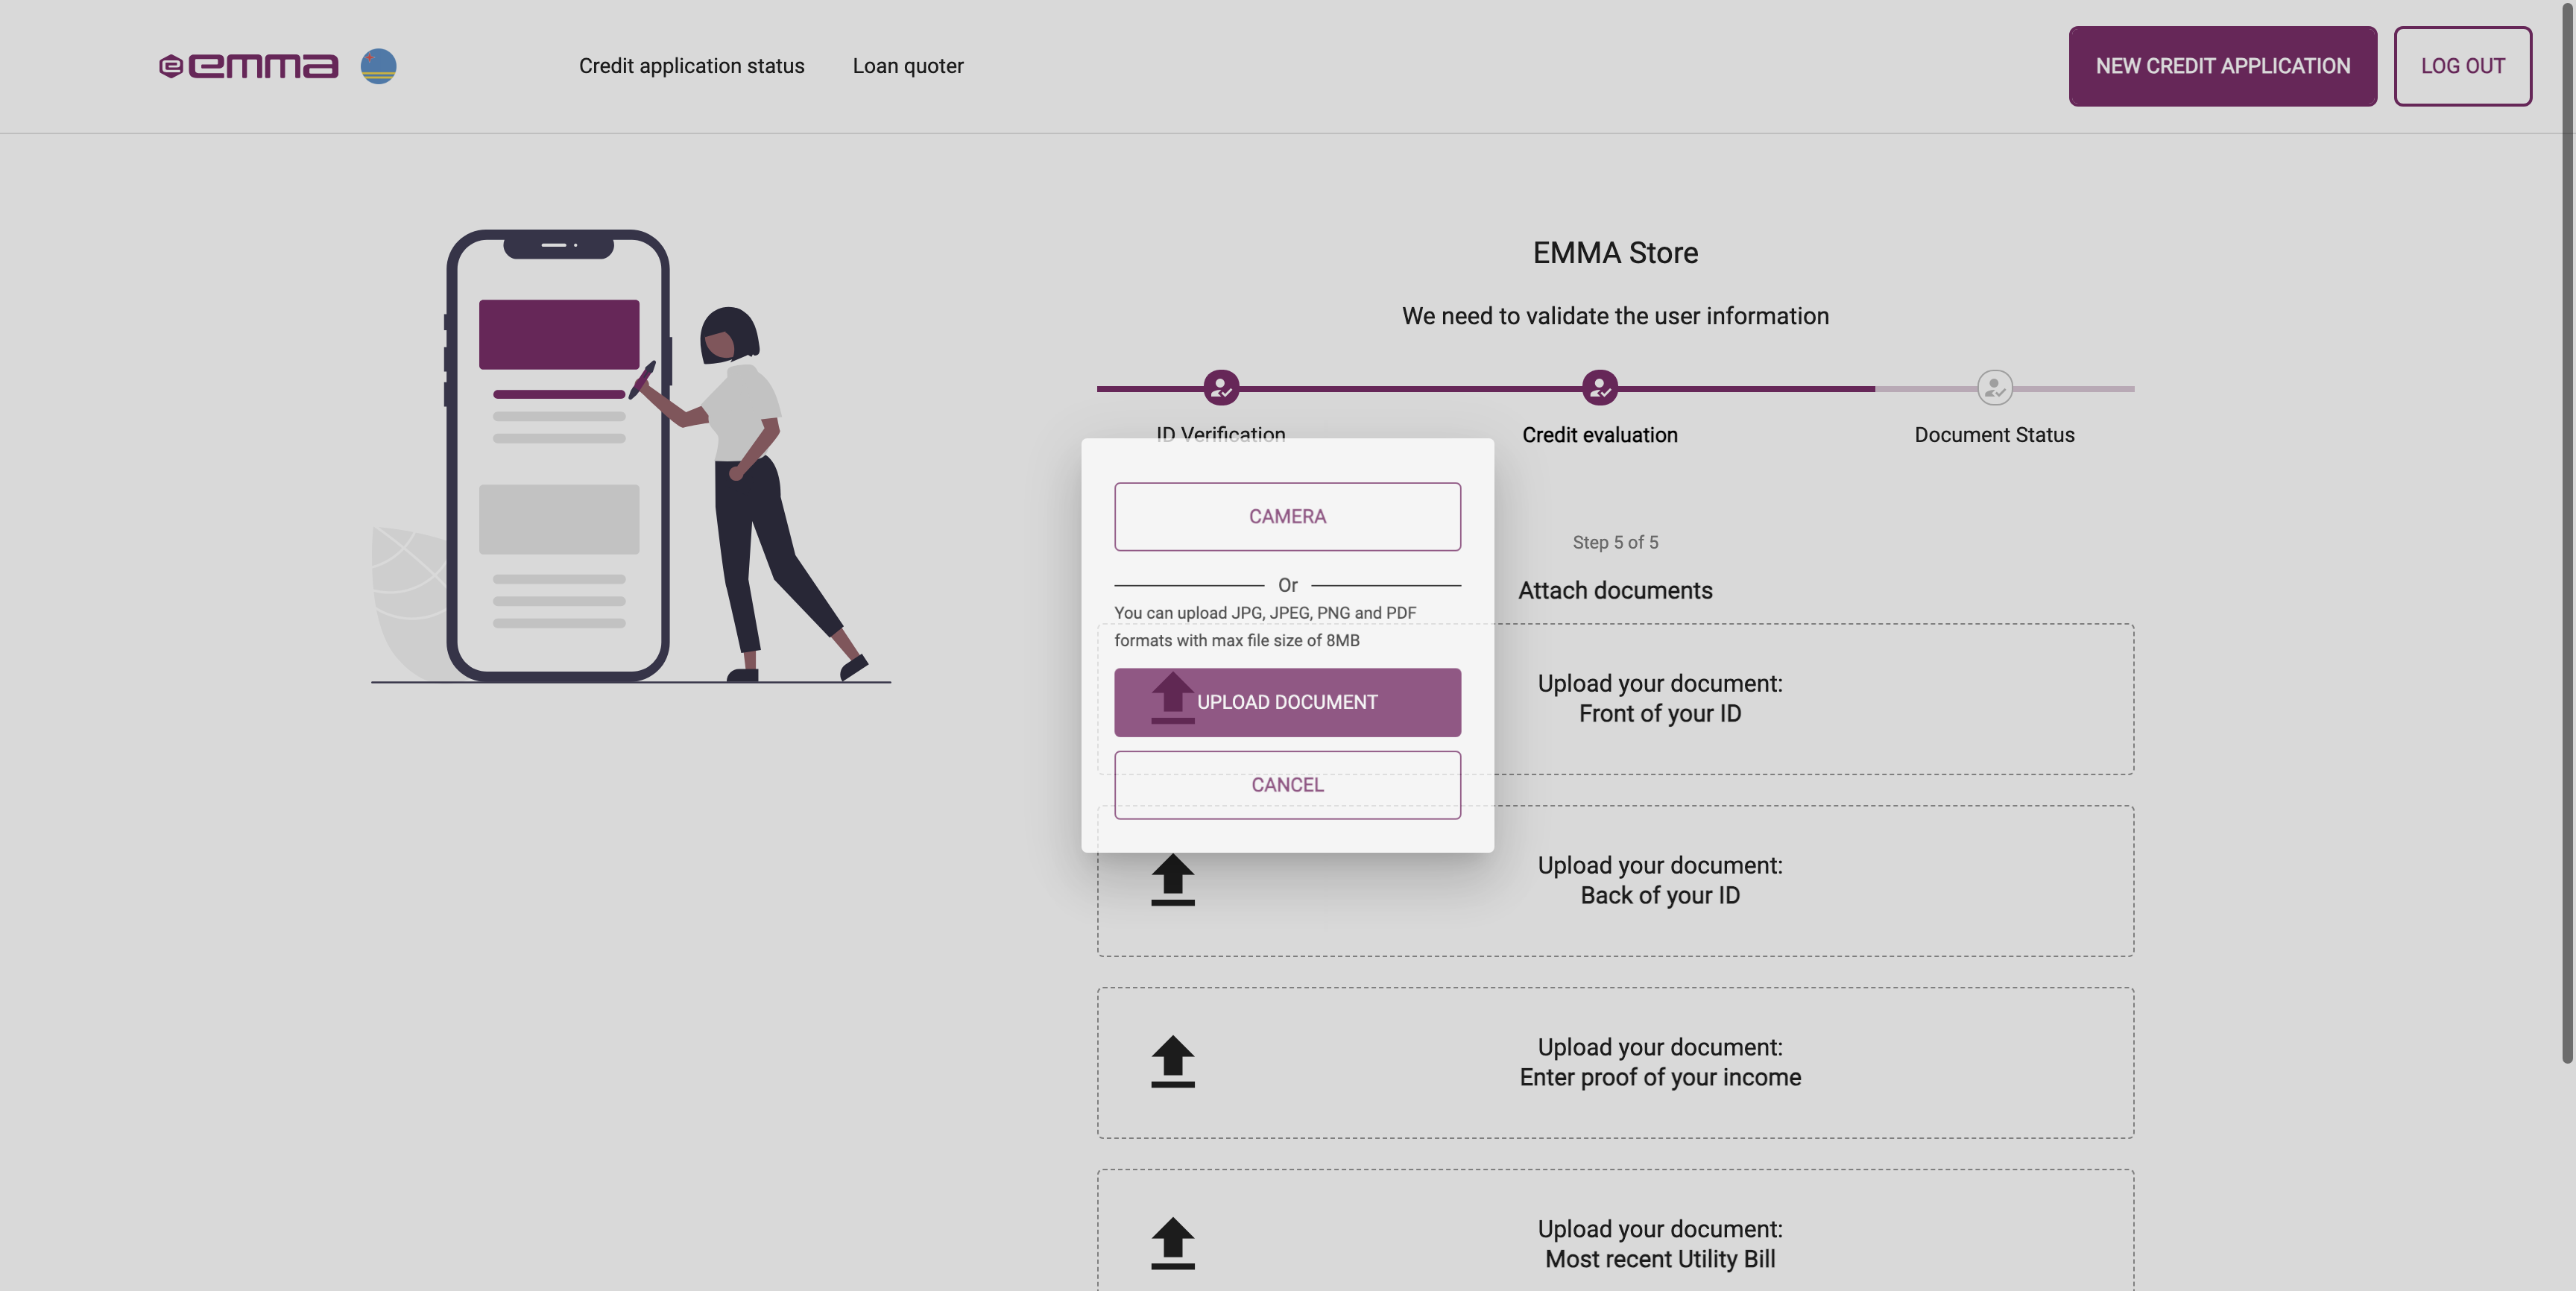 emma
Credit application status
Loan quoter
NEW CREDIT APPLICATION
LOG OUT
EMMA Store
We need to validate the user information
ID Verification
Credit evaluation
Document Status
CAMERA
Or
You can upload JPG, JPEG, PNG and PDF
formats with max file size of 8MB
UPLOAD DOCUMENT
CANCEL
Step 5 of 5
Attach documents
Upload your document:
Front of your ID
Upload your document:
Back of your ID
Upload your document:
Enter proof of your income
Upload your document:
Most recent Utility Bill